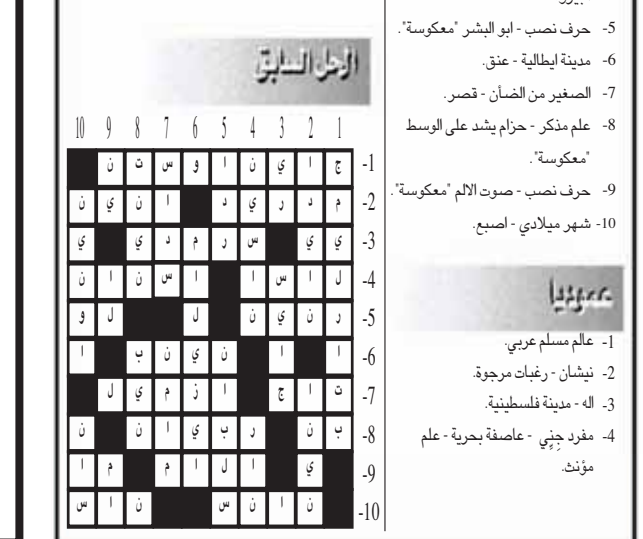 5- حرف نصب - ابو البشر "معكوسة".
6- مدينة ايطالية - عنق.
7- الصغير من الضأن - قصر.
8- علم مذكر - حزام يشد على الوسط
"معكوسة".
9- حرف نصب - صوت الالم "معكوسة".
10- شهر ميلادي - اصبع.
عموديا
1- عالم مسلم عربي.
2- نيشان - رغبات مرجوة.
3- اله - مدينة فلسطينية.
4- مفرد جِنِي - عاصفة بحرية - علم
مؤنث.
الحل السابق
1 2 3 4 5 6 7 8 9 10
1- ج ا ي ن ا و س ت ن
2- م د ر ي د ا ن ي ن
3- ي ي س ر م د ي ي
4- ل ا س ا ا س ن ا ن
5- ر ن ي ن ل ل و
6- ا ا ن ي ن ب ا
7- ت ا ج ا ز م ي ل
8- ب ن ر ب ي ا ن ن
9- ي ا ل ا م م ا
10- ن ا ن س ن ا س